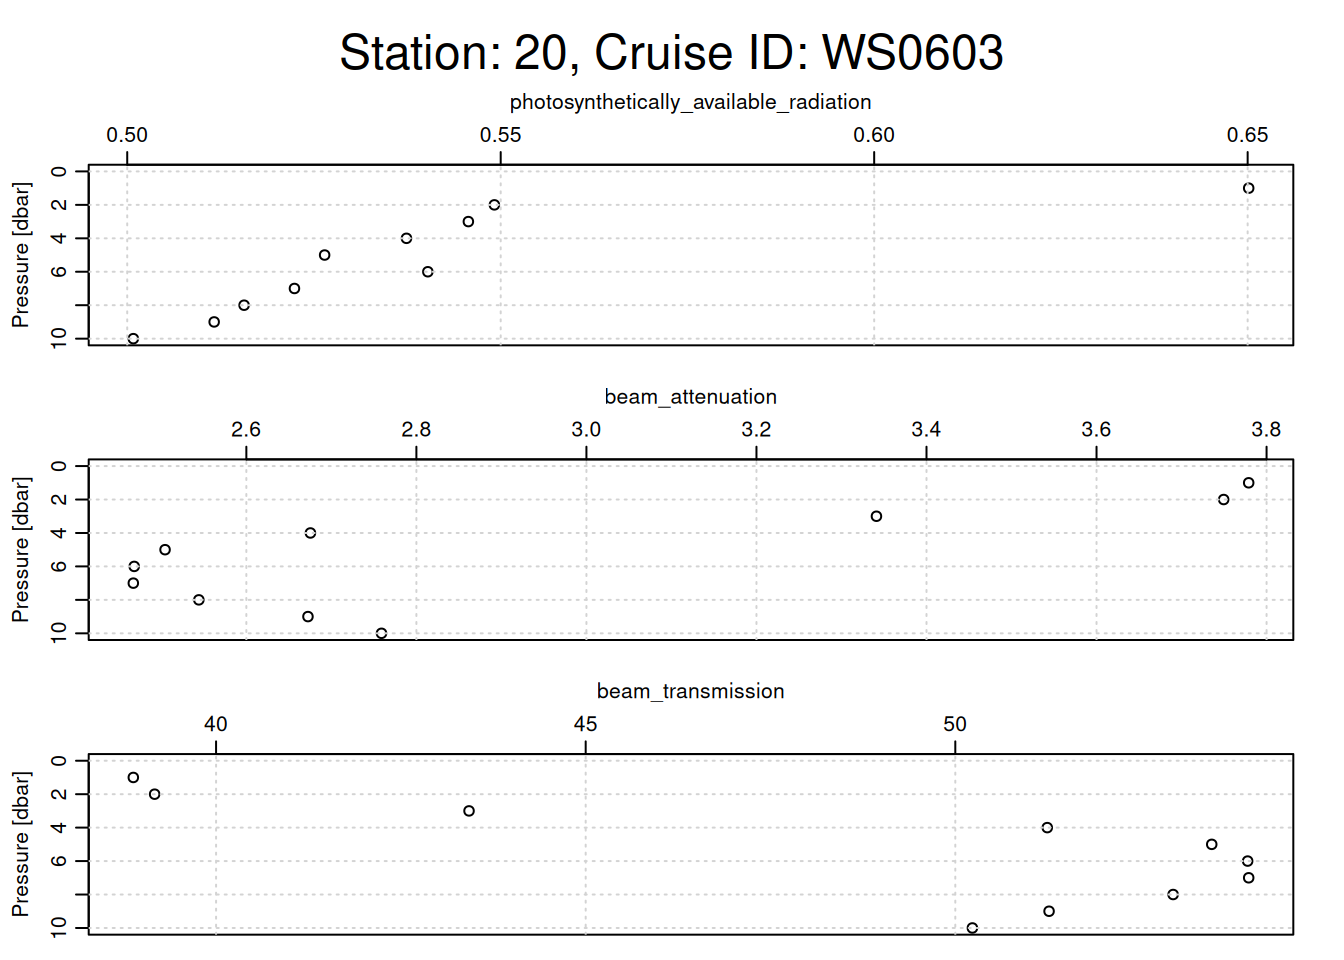 Station: 20, Cruise ID: WS0603
photosynthetically_available_radiation
0.50 0.55 0.60 0.65
Pressure [dbar]
0
2
4
6
10
beam_attenuation
2.6 2.8 3.0 3.2 3.4 3.6 3.8
Pressure [dbar]
0
2
4
6
10
beam_transmission
40 45 50
Pressure [dbar]
0
2
4
6
10